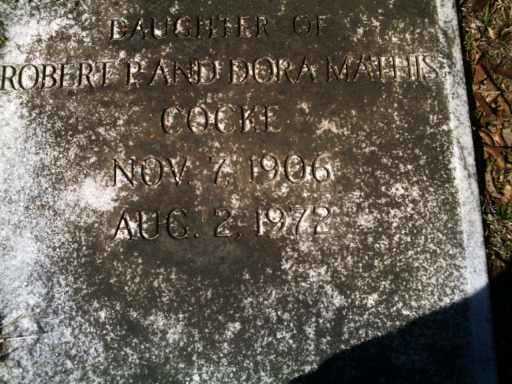 DAUGHTER OF
ROBERT P. AND DORA MATHIS
COCKE
NOV. 7, 1906
AUG. 2, 1972